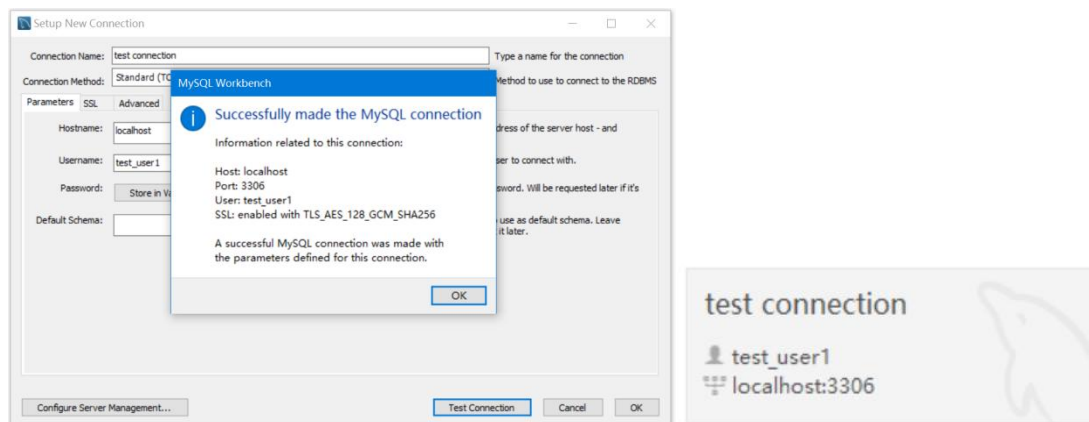 Setup New Connection
Connection Name: test connection Type a name for the connection
Connection Method: Standard (TC Method to use to connect to the RDBMS
Parameters SSL Advanced
MySQL Workbench
Successfully made the MySQL connection
Information related to this connection:
Host: localhost
Port: 3306
User: test_user1
SSL: enabled with TLS_AES_128_GCM_SHA256
A successful MySQL connection was made with
the parameters defined for this connection.
OK
Hostname: localhost dress of the server host - and
Username: test_user1 ser to connect with.
Password: Store in Va sword. Will be requested later if it's
Default Schema: use as default schema. Leave
it later.
Configure Server Management... Test Connection Cancel OK
test connection
test_user1
localhost:3306